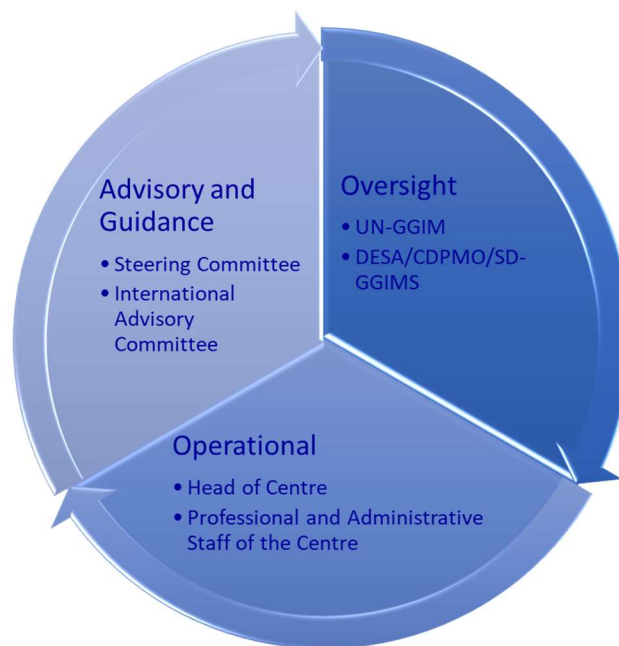 Advisory and
Guidance
• Steering Committee
• International
Advisory
Committee
Oversight
• UN-GGIM
• DESA/CDPMO/SD-
GGIMS
Operational
• Head of Centre
• Professional and Administrative
Staff of the Centre